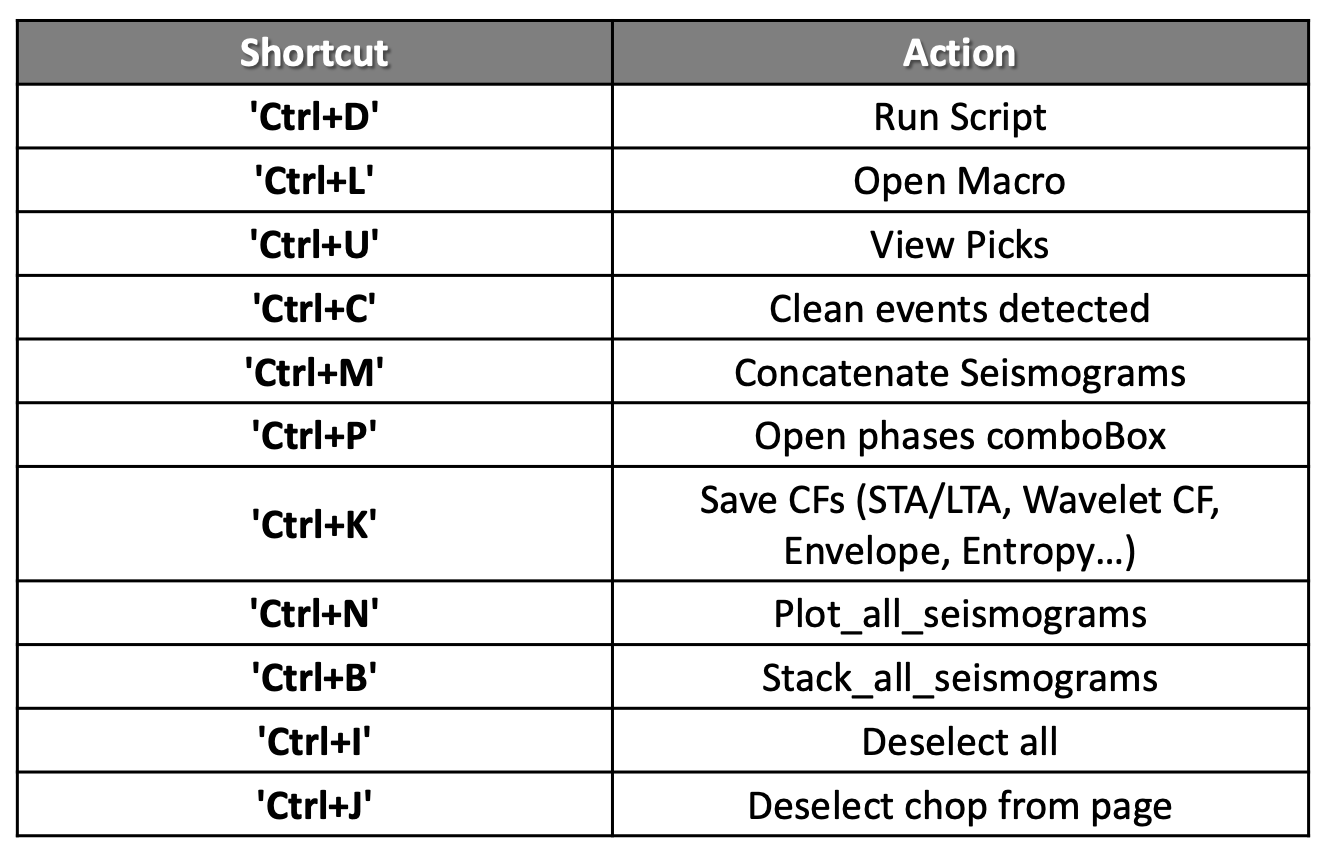 Shortcut Action
'Ctrl+D' Run Script
'Ctrl+L' Open Macro
'Ctrl+U' View Picks
'Ctrl+C' Clean events detected
'Ctrl+M' Concatenate Seismograms
'Ctrl+P' Open phases comboBox
'Ctrl+K' Save CFs (STA/LTA, Wavelet CF,
Envelope, Entropy...)
'Ctrl+N' Plot_all_seismograms
'Ctrl+B' Stack_all_seismograms
'Ctrl+I' Deselect all
'Ctrl+J' Deselect chop from page